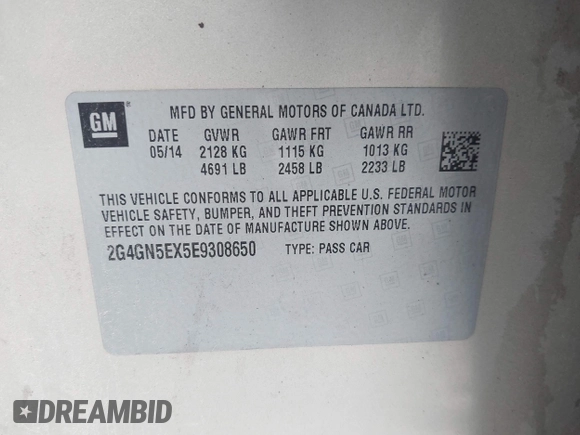 GM
MFD BY GENERAL MOTORS OF CANADA LTD.
DATE GVWR GAWR FRT GAWR RR
05/14 2128 KG 1115 KG 1013 KG
4691 LB 2458 LB 2233 LB
THIS VEHICLE CONFORMS TO ALL APPLICABLE U.S. FEDERAL MOTOR
VEHICLE SAFETY, BUMPER, AND THEFT PREVENTION STANDARDS IN
EFFECT ON THE DATE OF MANUFACTURE SHOWN ABOVE.
2G4GN5EX5E9308650 TYPE: PASS CAR
DREAMBID